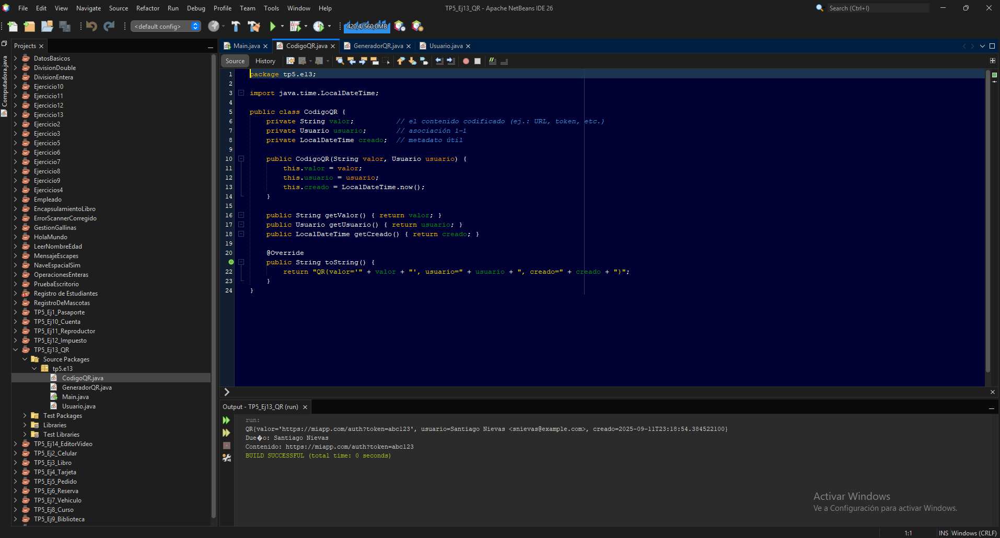 File Edit View Navigate Source Refactor Run Debug Profile Team Tools Window Help
TP5_Ej13_QR - Apache NetBeans IDE 26
Search (Ctrl+I)
<default config>
420,4/560,0MB
Computadora.java
Projects
DatosBasicos
DivisionDouble
DivisionEntera
Ejercicio10
Ejercicio11
Ejercicio12
Ejercicio13
Ejercicio2
Ejercicio3
Ejercicio5
Ejercicio6
Ejercicio7
Ejercicio8
Ejercicio9
Ejercicios4
Empleado
EncapsulamientoLibro
ErrorScannerCorregido
GestionGallinas
HolaMundo
LeerNombreEdad
MensajeEscapes
NaveEspacialSim
OperacionesEnteras
PruebaEscritorio
Registro de Estudiantes
RegistroDeMascotas
TP5_Ej1_Pasaporte
TP5_Ej10_Cuenta
TP5_Ej11_Reproductor
TP5_Ej12_Impuesto
TP5_Ej13_QR
Source Packages
tp5.e13
CodigoQR.java
GeneradorQR.java
Main.java
Usuario.java
Test Packages
Libraries
Test Libraries
TP5_Ej14_EditorVideo
TP5_Ej2_Celular
TP5_Ej3_Libro
TP5_Ej4_Tarjeta
TP5_Ej5_Pedido
TP5_Ej6_Reserva
TP5_Ej7_Vehiculo
TP5_Ej8_Curso
TP5_Ej9_Biblioteca
Main.java CodigoQR.java GeneradorQR.java Usuario.java
Source History
1 package tp5.e13;
2
3 import java.time.LocalDateTime;
4
5 public class CodigoQR {
6 private String valor; // el contenido codificado (ej.: URL, token, etc.)
7 private Usuario usuario; // asociación 1-1
8 private LocalDateTime creado; // metadato útil
9
10 public CodigoQR(String valor, Usuario usuario) {
11 this.valor = valor;
12 this.usuario = usuario;
13 this.creado = LocalDateTime.now();
14 }
15
16 public String getValor() { return valor; }
17 public Usuario getUsuario() { return usuario; }
18 public LocalDateTime getCreado() { return creado; }
19
20 @Override
public String toString() {
22 return "QR{valor='" + valor + "', usuario=" + usuario + ", creado=" + creado + "}";
23 }
24 }
Output - TP5_Ej13_QR (run)
run:
QR{valor='https://miapp.com/auth?token=abc123', usuario=Santiago Nievas <snievas@example.com>, creado=2025-09-11T23:18:54.384522100}
Due�o: Santiago Nievas
Contenido: https://miapp.com/auth?token=abc123
BUILD SUCCESSFUL (total time: 0 seconds)
Activar Windows
Ve a Configuración para activar Windows.
1:1 INS Windows (CRLF)